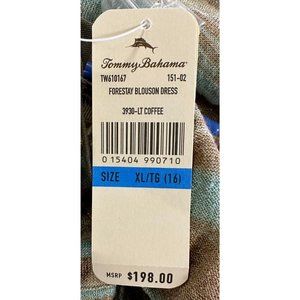 Tommy Bahama
TW610167 151-02
FORESTAY BLOUSON DRESS
3930-LT COFFEE
0 15404 990710
SIZE XL/TG (16)
MSRP $198.00